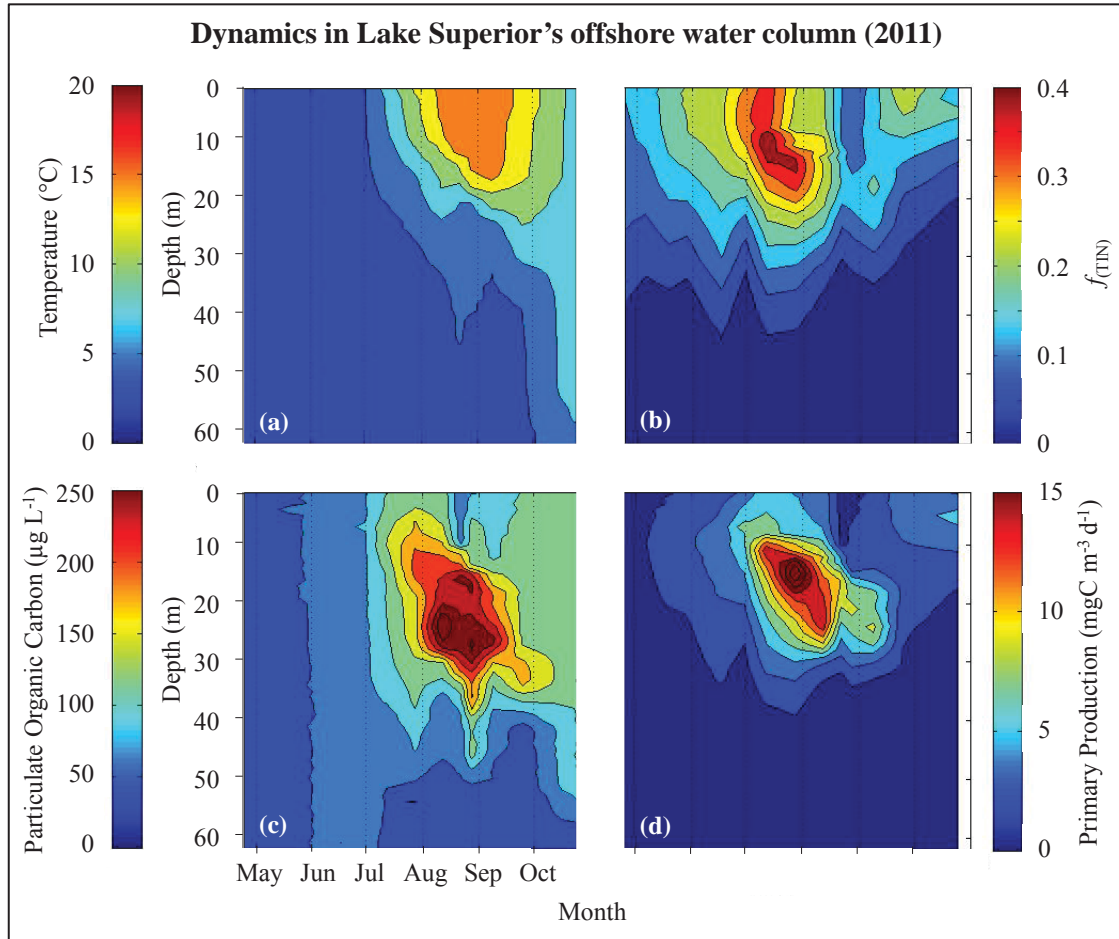 Dynamics in Lake Superior's offshore water column (2011)
Temperature (°C)
20
15
10
5
0
Depth (m)
0
10
20
30
40
50
60
(a)
(b)
0.4
0.3
0.2
0.1
0
f(TIN)
Particulate Organic Carbon (μg L-1)
250
200
150
100
50
0
Depth (m)
0
10
20
30
40
50
60
(c)
(d)
15
10
5
0
Primary Production (mgC m-3 d-1)
May Jun Jul Aug Sep Oct
Month